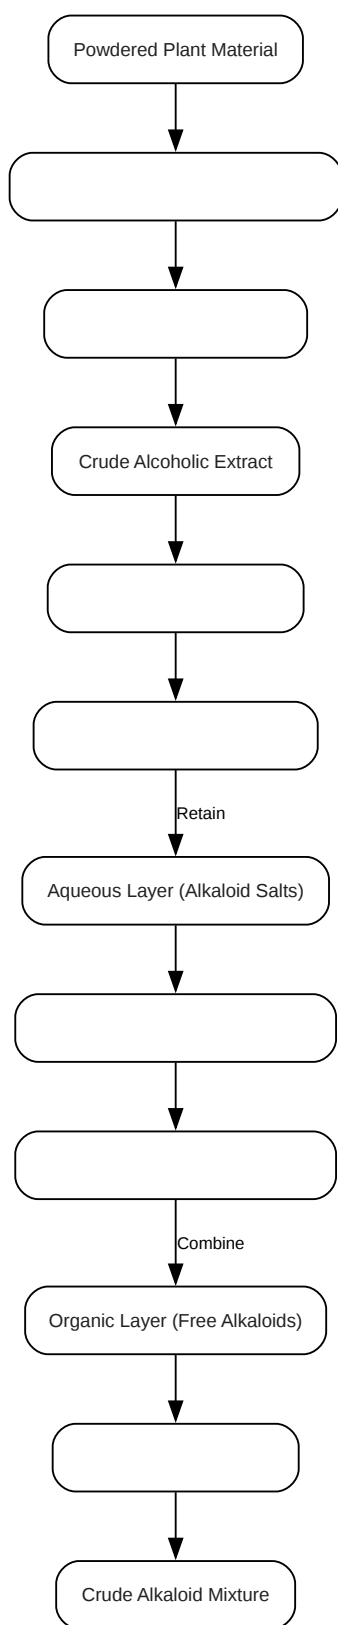 Powdered Plant Material
Crude Alcoholic Extract
Retain
Aqueous Layer (Alkaloid Salts)
Combine
Organic Layer (Free Alkaloids)
Crude Alkaloid Mixture